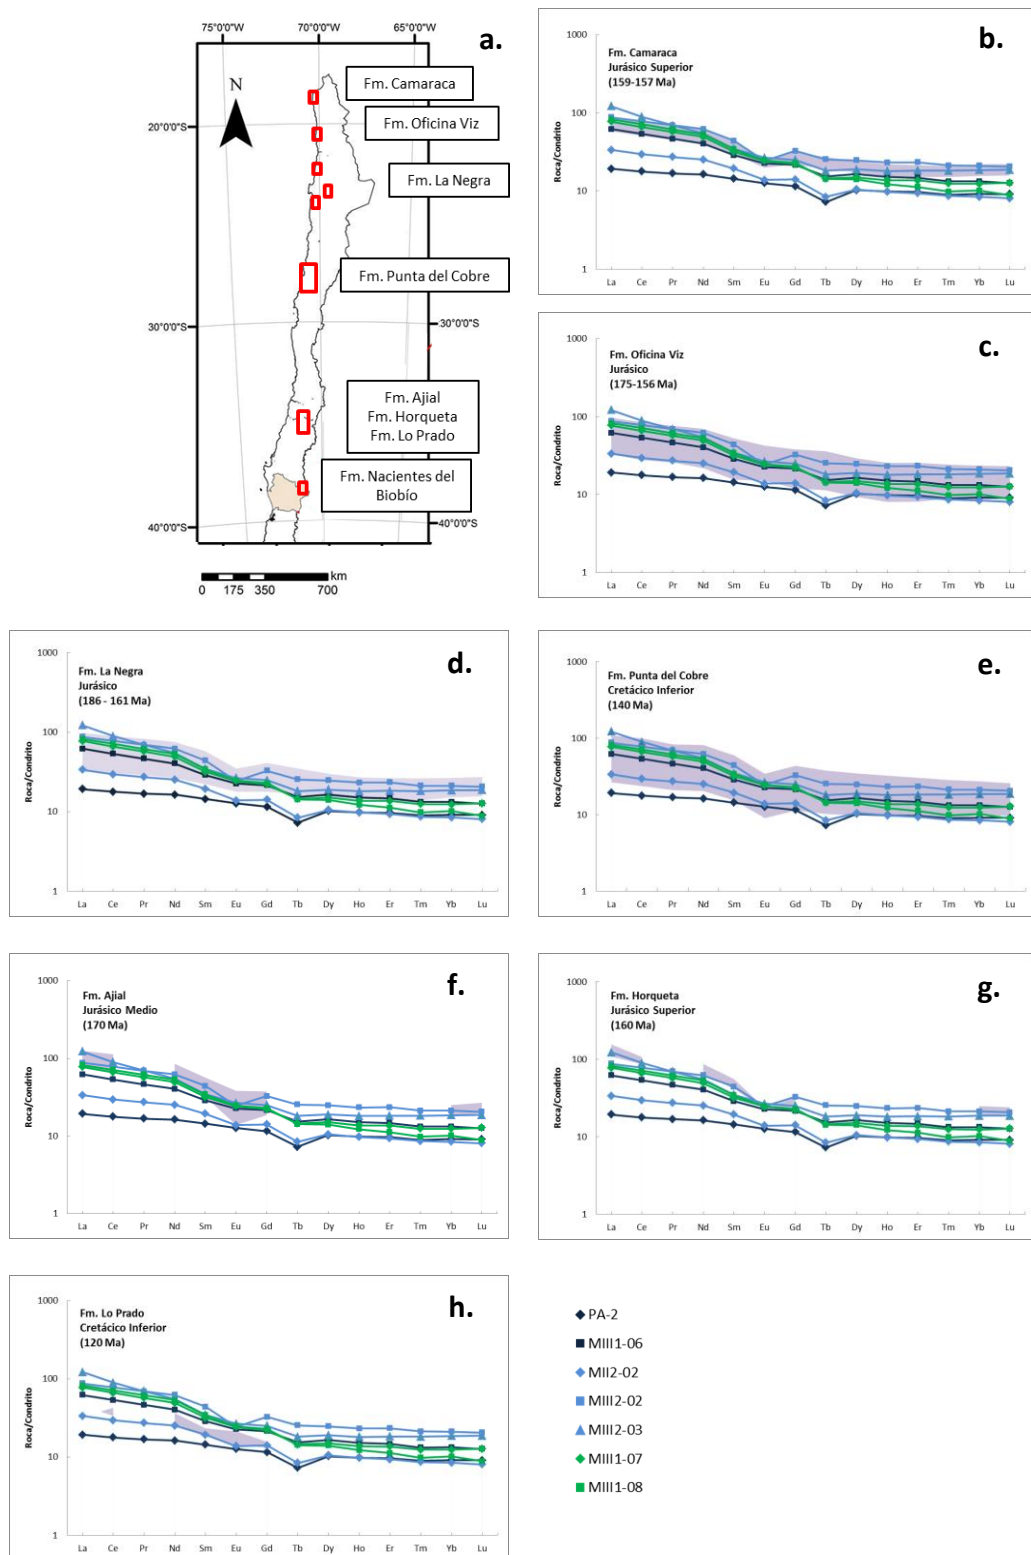 a.
75°0'0"W 70°0'0"W 65°0'0"W
N
Fm. Camaraca
20°0'0"S
Fm. Oficina Viz
Fm. La Negra
Fm. Punta del Cobre
30°0'0"S
30°0'0"S
Fm. Ajial
Fm. Horqueta
Fm. Lo Prado
Fm. Nacientes del
Biobío
40°0'0"S
40°0'0"S
km
0 175 350 700
b.
Fm. Camaraca
Jurásico Superior
(159-157 Ma)
Roca/Condrito
1000
100
10
1
La Ce Pr Nd Sm Eu Gd Tb Dy Ho Er Tm Yb Lu
c.
Fm. Oficina Viz
Jurásico
(175-156 Ma)
Roca/Condrito
1000
100
10
1
La Ce Pr Nd Sm Eu Gd Tb Dy Ho Er Tm Yb Lu
d.
Fm. La Negra
Jurásico
(186 - 161 Ma)
Roca/Condrito
1000
100
10
1
La Ce Pr Nd Sm Eu Gd Tb Dy Ho Er Tm Yb Lu
e.
Fm. Punta del Cobre
Cretácico Inferior
(140 Ma)
Roca/Condrito
1000
100
10
1
La Ce Pr Nd Sm Eu Gd Tb Dy Ho Er Tm Yb Lu
f.
Fm. Ajial
Jurásico Medio
(170 Ma)
Roca/Condrito
1000
100
10
1
La Ce Pr Nd Sm Eu Gd Tb Dy Ho Er Tm Yb Lu
g.
Fm. Horqueta
Jurásico Superior
(160 Ma)
Roca/Condrito
1000
100
10
1
La Ce Pr Nd Sm Eu Gd Tb Dy Ho Er Tm Yb Lu
h.
Fm. Lo Prado
Cretácico Inferior
(120 Ma)
Roca/Condrito
1000
100
10
1
La Ce Pr Nd Sm Eu Gd Tb Dy Ho Er Tm Yb Lu
PA-2
MIII1-06
MII2-02
MIII2-02
MIII2-03
MIII1-07
MIII1-08